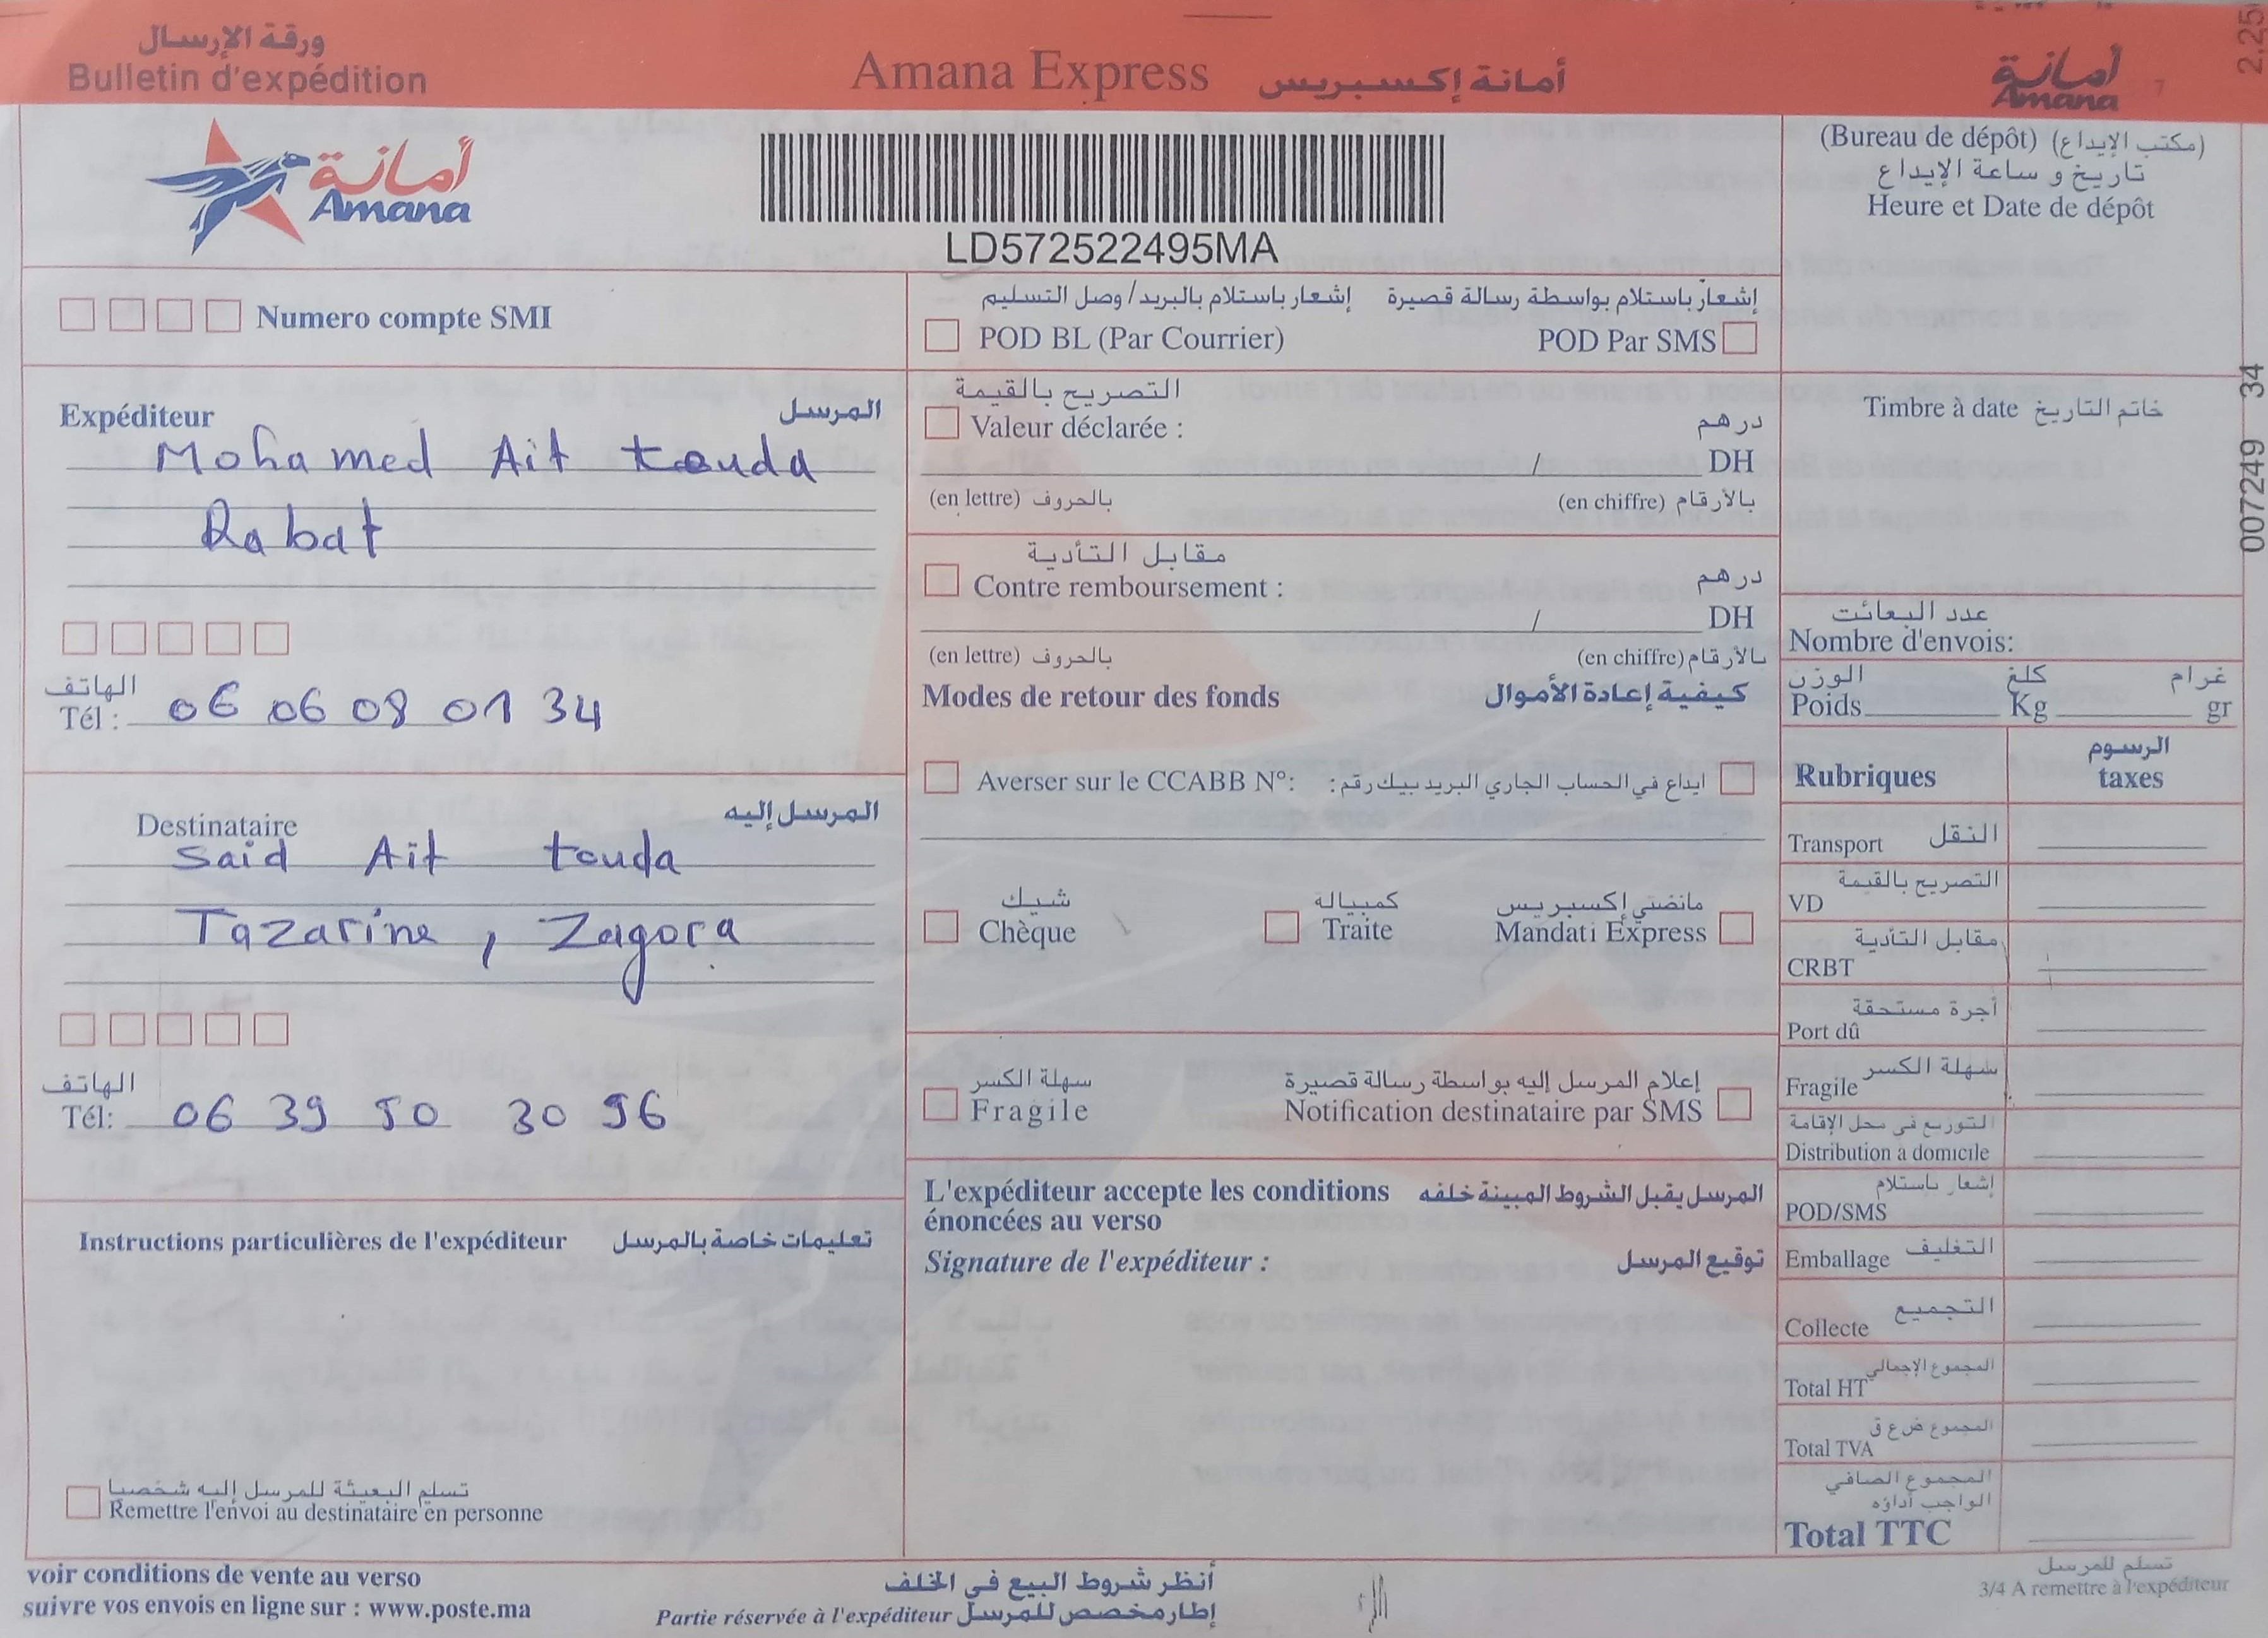 ورقة الإرسال
Bulletin d'expédition
Amana Express أمانة إكسبريس
أمانة
Amana
7
2.25
أمانة
Amana
LD572522495MA
(Bureau de dépôt) (مكتب الإيداع)
تاريخ و ساعة الإيداع
Heure et Date de dépôt
Numero compte SMI
إشعار باستلام بالبريد/ وصل التسليم
POD BL (Par Courrier)
إشعار باستلام بواسطة رسالة قصيرة
POD Par SMS
Expéditeur المرسل
Mohamed Ait touda
Rabat
الهاتف
Tél : 06 06 08 01 34
التصريح بالقيمة
Valeur déclarée :
درهم
/ DH
(en lettre) بالحروف (en chiffre) بالأرقام
مقابل التأدية
Contre remboursement :
درهم
/ DH
(en lettre) بالحروف (en chiffre) بالأرقام
Modes de retour des fonds كيفية إعادة الأموال
Timbre à date خاتم التاريخ
007249 34
عدد البعائث
Nombre d'envois:
الوزن كلغ غرام
Poids Kg gr
Destinataire المرسل إليه
Said Ait touda
Tazarine , Zagora
الهاتف
Tél: 06 39 50 30 96
Averser sur le CCABB N°: ايداع في الحساب الجاري البريد بيك رقم:
شيك
Chèque
كمبياله
Traite
مانضتي إكسبريس
Mandati Express
سهلة الكسر
Fragile
إعلام المرسل إليه بواسطة رسالة قصيرة
Notification destinataire par SMS
L'expéditeur accepte les conditions المرسل يقبل الشروط المبينة خلفه
énoncées au verso
Signature de l'expéditeur : توقيع المرسل
Rubriques الرسوم
taxes
Transport النقل
التصريح بالقيمة
VD
مقابل التأدية
CRBT
أجرة مستحقة
Port dû
سهلة الكسر
Fragile
التوزيع في محل الإقامة
Distribution a domicile
إشعار باستلام
POD/SMS
Emballage التغليف
التجميع
Collecte
المجموع الإجمالي
Total HT
المجموع ض ع ق
Total TVA
المجموع الصافي
الواجب أداؤه
Total TTC
Instructions particulières de l'expéditeur تعليمات خاصة بالمرسل
تسلم البعيثة للمرسل إليه شخصيا
Remettre l'envoi au destinataire en personne
voir conditions de vente au verso
suivre vos envois en ligne sur : www.poste.ma
أنظر شروط البيع في الخلف
Partie réservée à l'expéditeur إطار مخصص للمرسل
تسلم للمرسل
3/4 A remettre à l'expéditeur